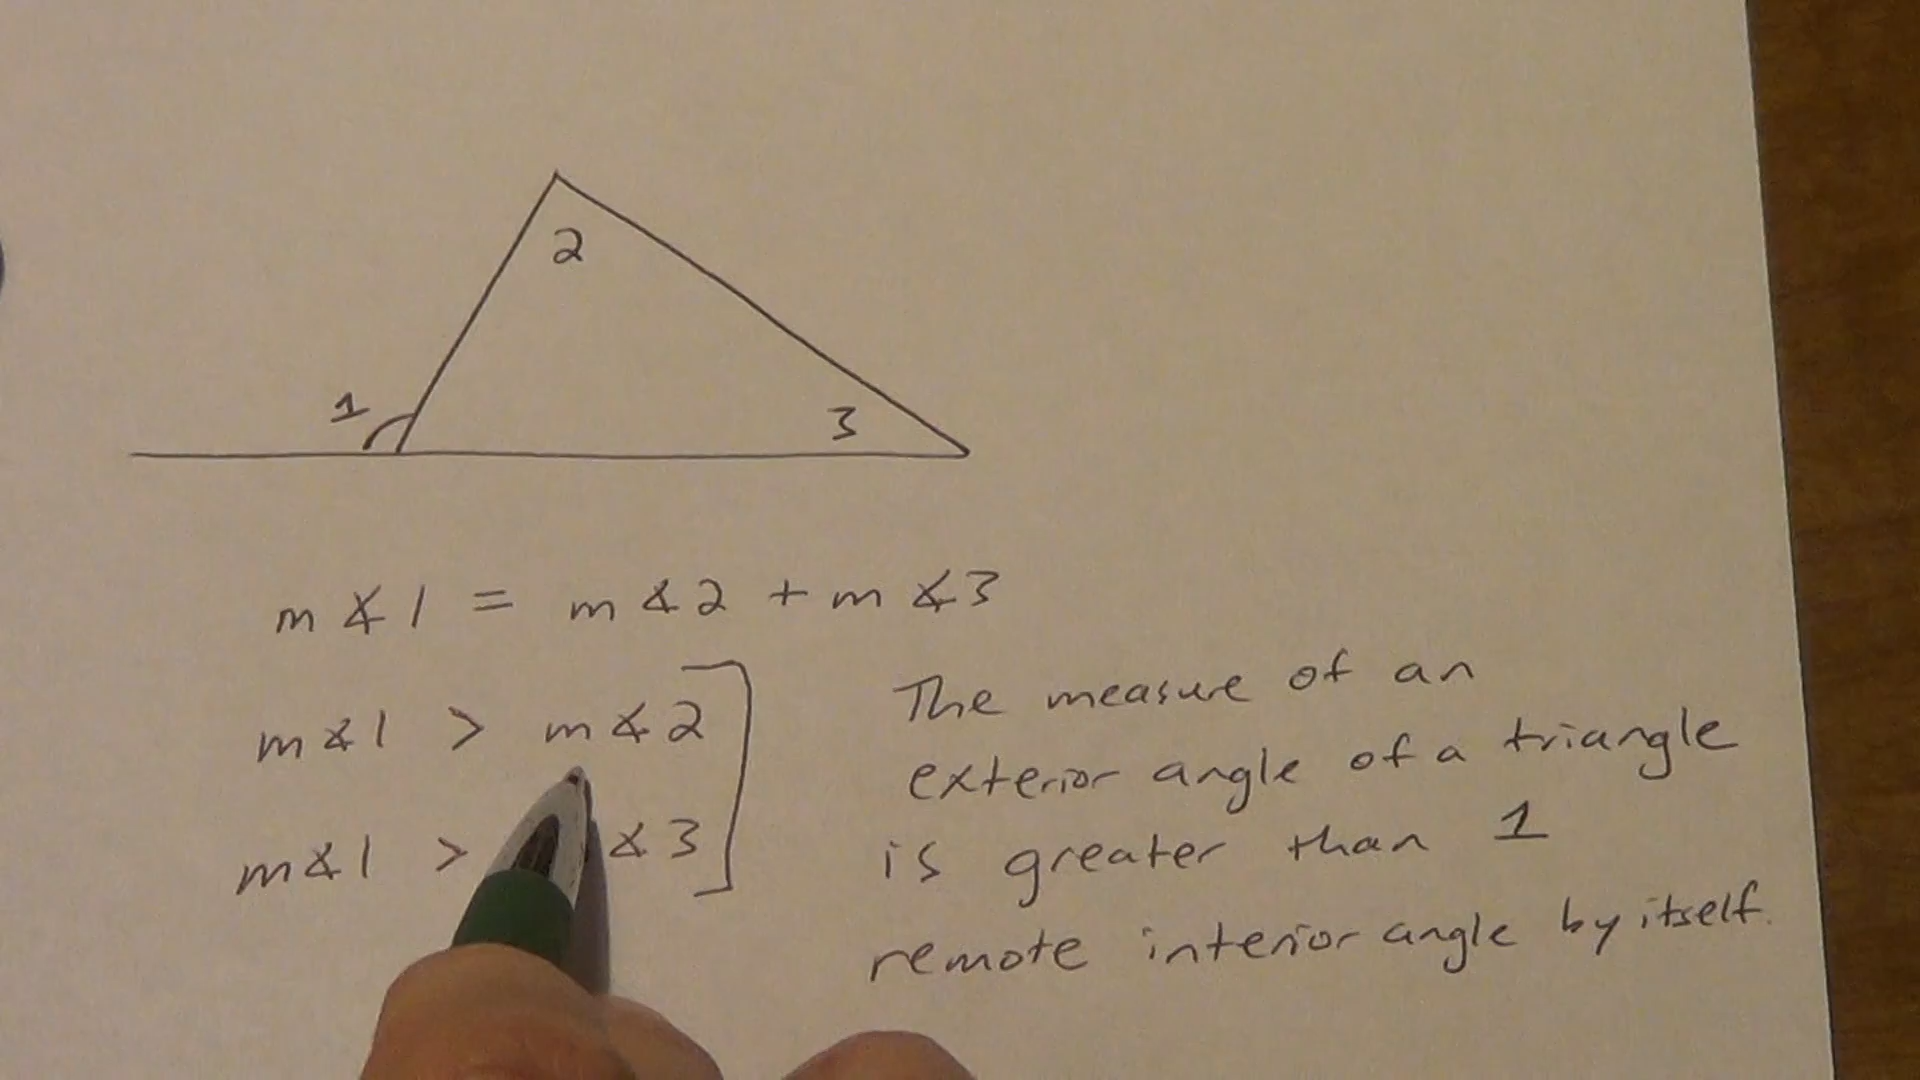 2
1
3
m∡1 = m∡2 + m∡3
m∡1 > m∡2
m∡1 > ∡3
The measure of an
exterior angle of a triangle
is greater than 1
remote interior angle by itself.